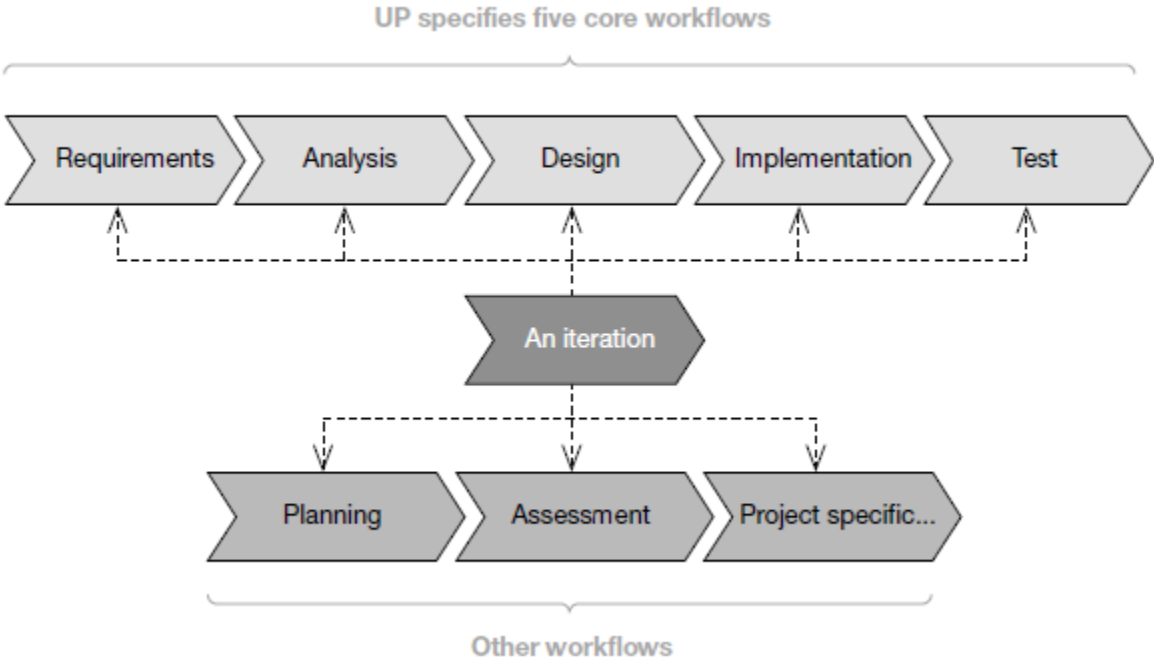 UP specifies five core workflows
Requirements
Analysis
Design
Implementation
Test
An iteration
Planning
Assessment
Project specific...
Other workflows